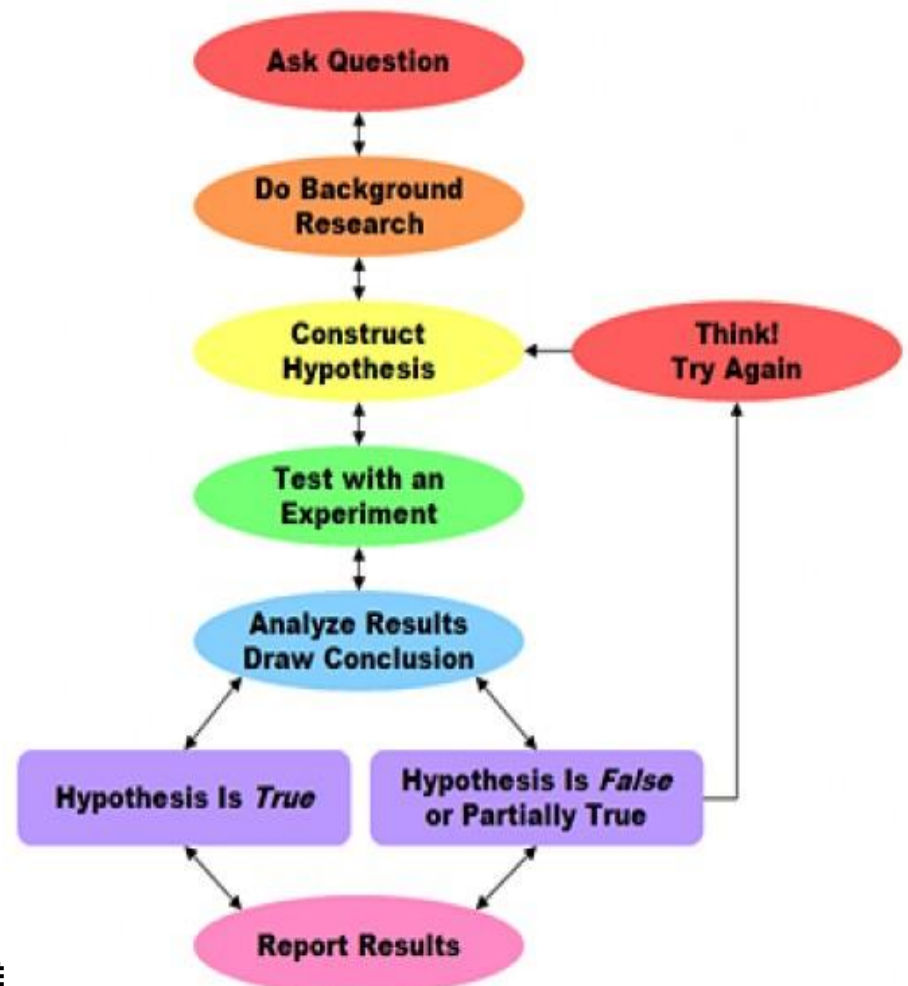 Ask Question
Do Background
Research
Construct
Hypothesis
Think!
Try Again
Test with an
Experiment
Analyze Results
Draw Conclusion
Hypothesis Is True
Hypothesis Is False
or Partially True
Report Results